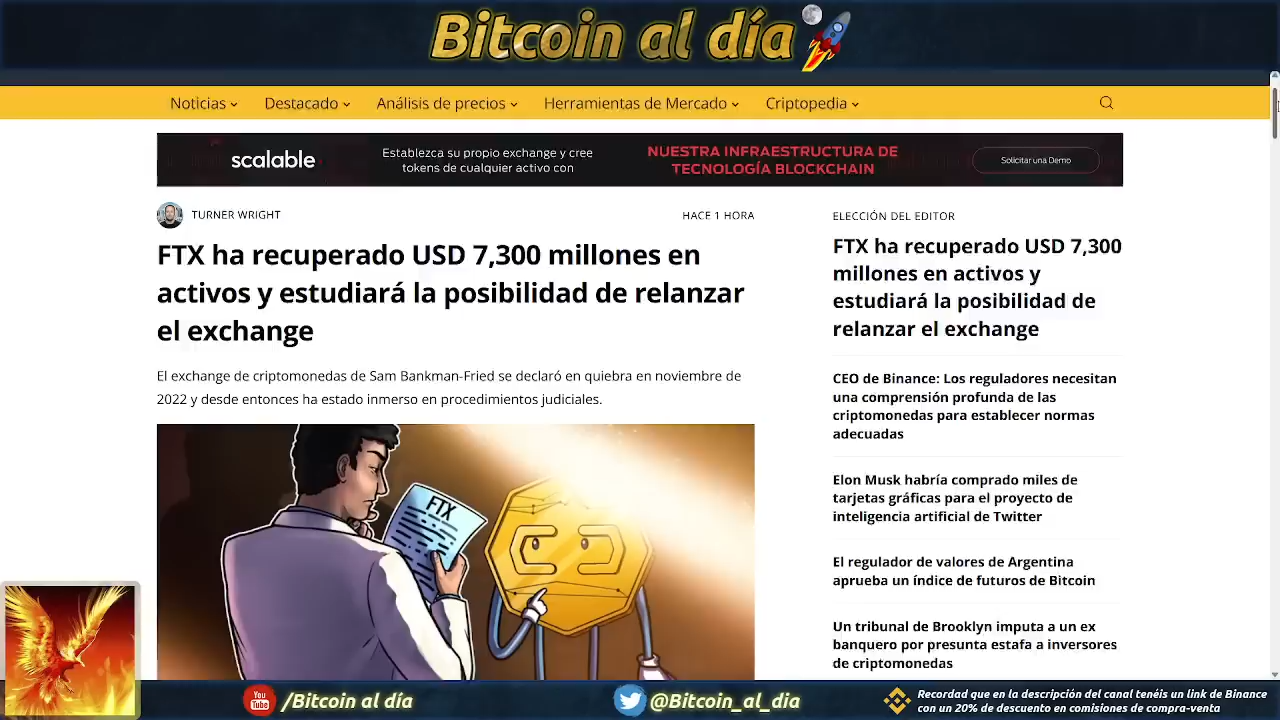 Bitcoin al día
Noticias
Destacado
Análisis de precios
Herramientas de Mercado
Criptopedia
scalable
Establezca su propio exchange y cree
tokens de cualquier activo con
NUESTRA INFRAESTRUCTURA DE
TECNOLOGÍA BLOCKCHAIN
Solicitar una Demo
TURNER WRIGHT
HACE 1 HORA
FTX ha recuperado USD 7,300 millones en
activos y estudiará la posibilidad de relanzar
el exchange
El exchange de criptomonedas de Sam Bankman-Fried se declaró en quiebra en noviembre de
2022 y desde entonces ha estado inmerso en procedimientos judiciales.
FTX
ELECCIÓN DEL EDITOR
FTX ha recuperado USD 7,300
millones en activos y
estudiará la posibilidad de
relanzar el exchange
CEO de Binance: Los reguladores necesitan
una comprensión profunda de las
criptomonedas para establecer normas
adecuadas
Elon Musk habría comprado miles de
tarjetas gráficas para el proyecto de
inteligencia artificial de Twitter
El regulador de valores de Argentina
aprueba un índice de futuros de Bitcoin
Un tribunal de Brooklyn imputa a un ex
banquero por presunta estafa a inversores
de criptomonedas
You
Tube
/Bitcoin al día
@Bitcoin_al_dia
Recordad que en la descripción del canal tenéis un link de Binance
con un 20% de descuento en comisiones de compra-venta